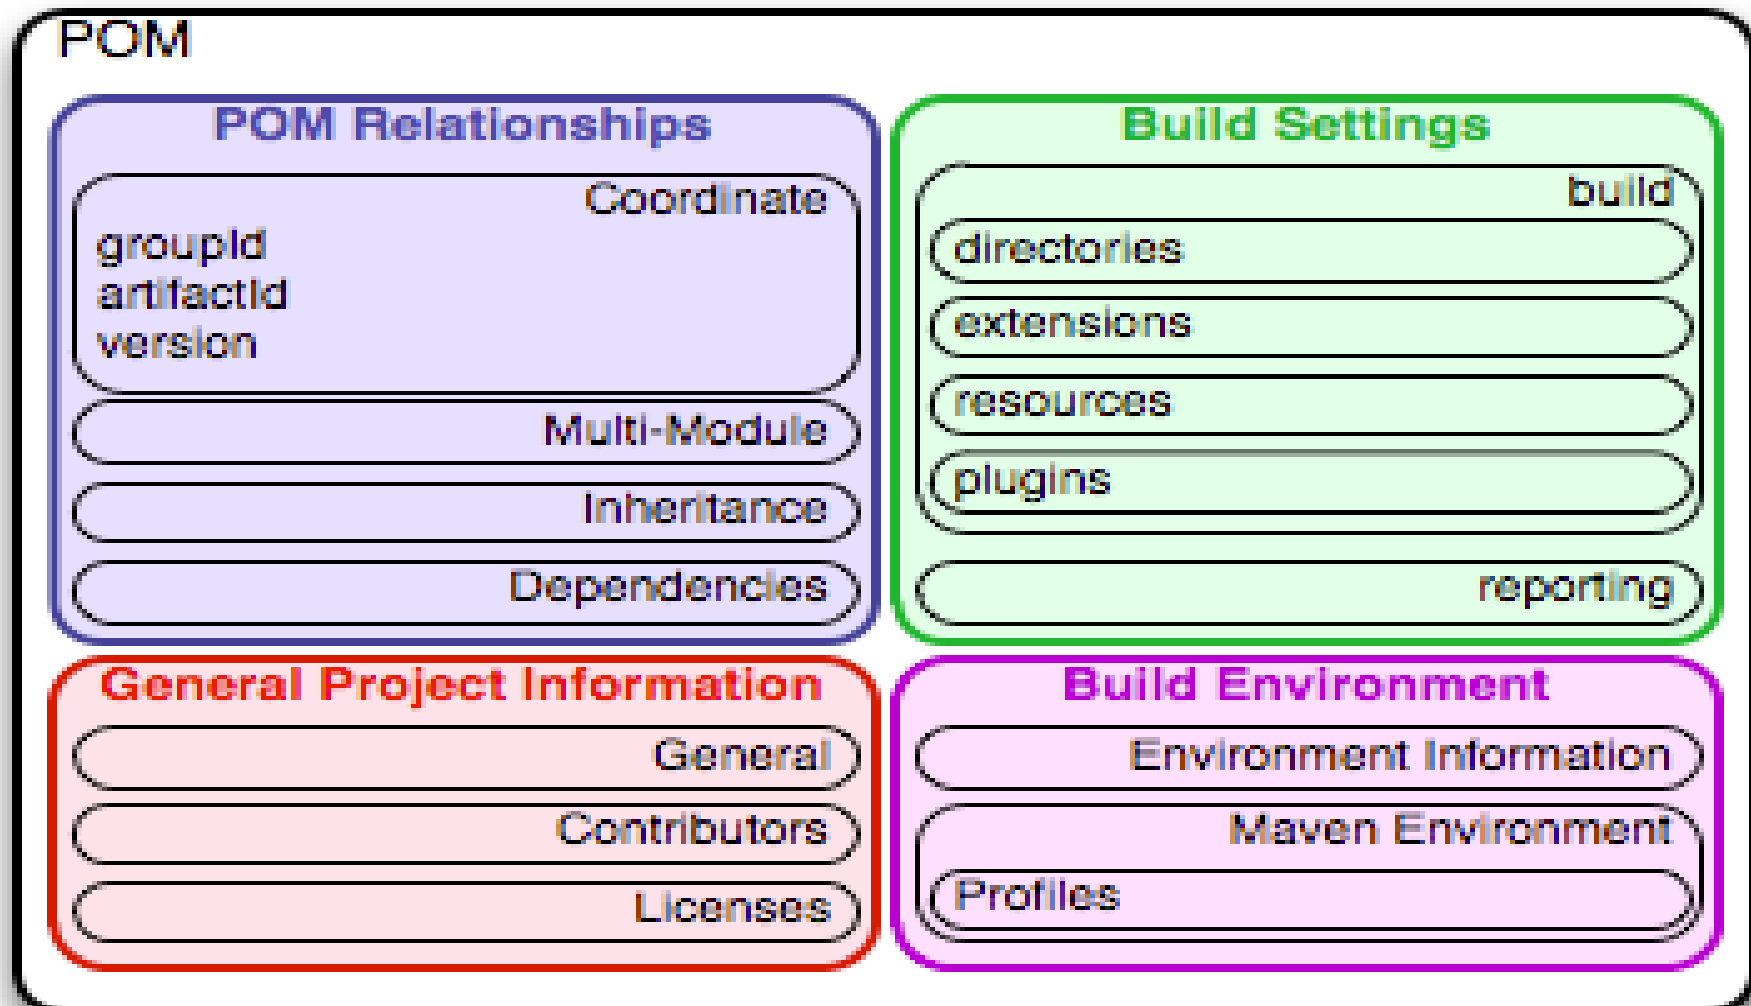 POM
POM Relationships
Coordinate
groupId
artifactId
version
Multi-Module
Inheritance
Dependencies
Build Settings
build
directories
extensions
resources
plugins
reporting
General Project Information
General
Contributors
Licenses
Build Environment
Environment Information
Maven Environment
Profiles